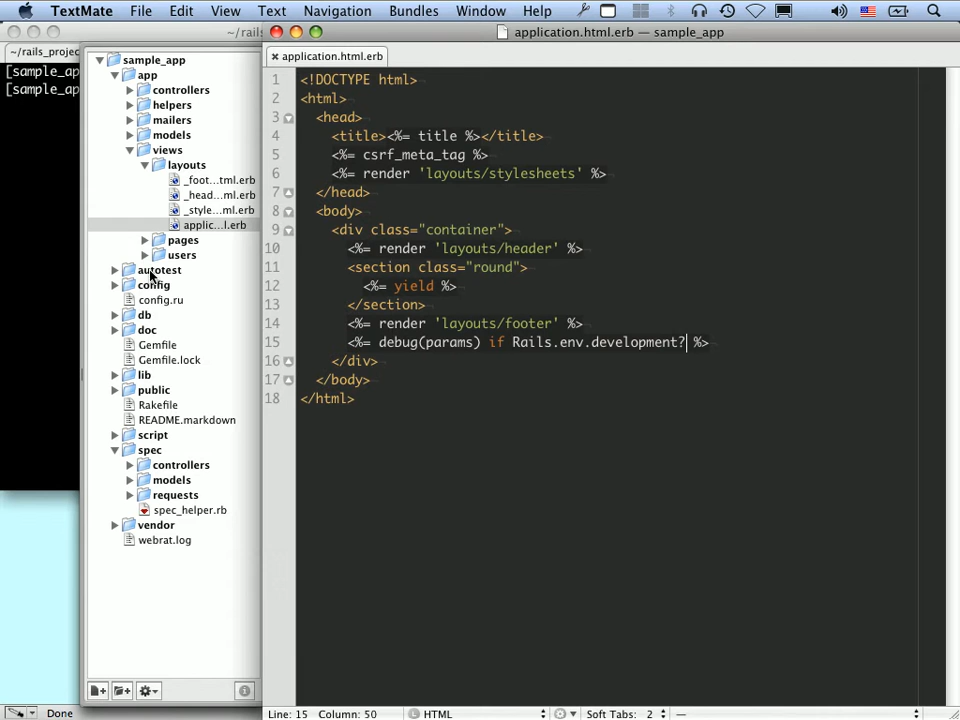 TextMate File Edit View Text Navigation Bundles Window Help
~/rails_projec
~/rails_
application.html.erb — sample_app
[sample_ap
[sample_ap
sample_app
app
controllers
helpers
mailers
models
views
layouts
_foot...tml.erb
_head...ml.erb
_style...ml.erb
applic...l.erb
pages
users
autotest
config
config.ru
db
doc
Gemfile
Gemfile.lock
lib
public
Rakefile
README.markdown
script
spec
controllers
models
requests
spec_helper.rb
vendor
webrat.log
application.html.erb
1 <!DOCTYPE html>
2 <html>
3 <head>
4 <title><%= title %></title>
5 <%= csrf_meta_tag %>
6 <%= render 'layouts/stylesheets' %>
7 </head>
8 <body>
9 <div class="container">
10 <%= render 'layouts/header' %>
11 <section class="round">
12 <%= yield %>
13 </section>
14 <%= render 'layouts/footer' %>
15 <%= debug(params) if Rails.env.development? %>
16 </div>
17 </body>
18 </html>
Done
Line: 15 Column: 50 HTML Soft Tabs: 2 —